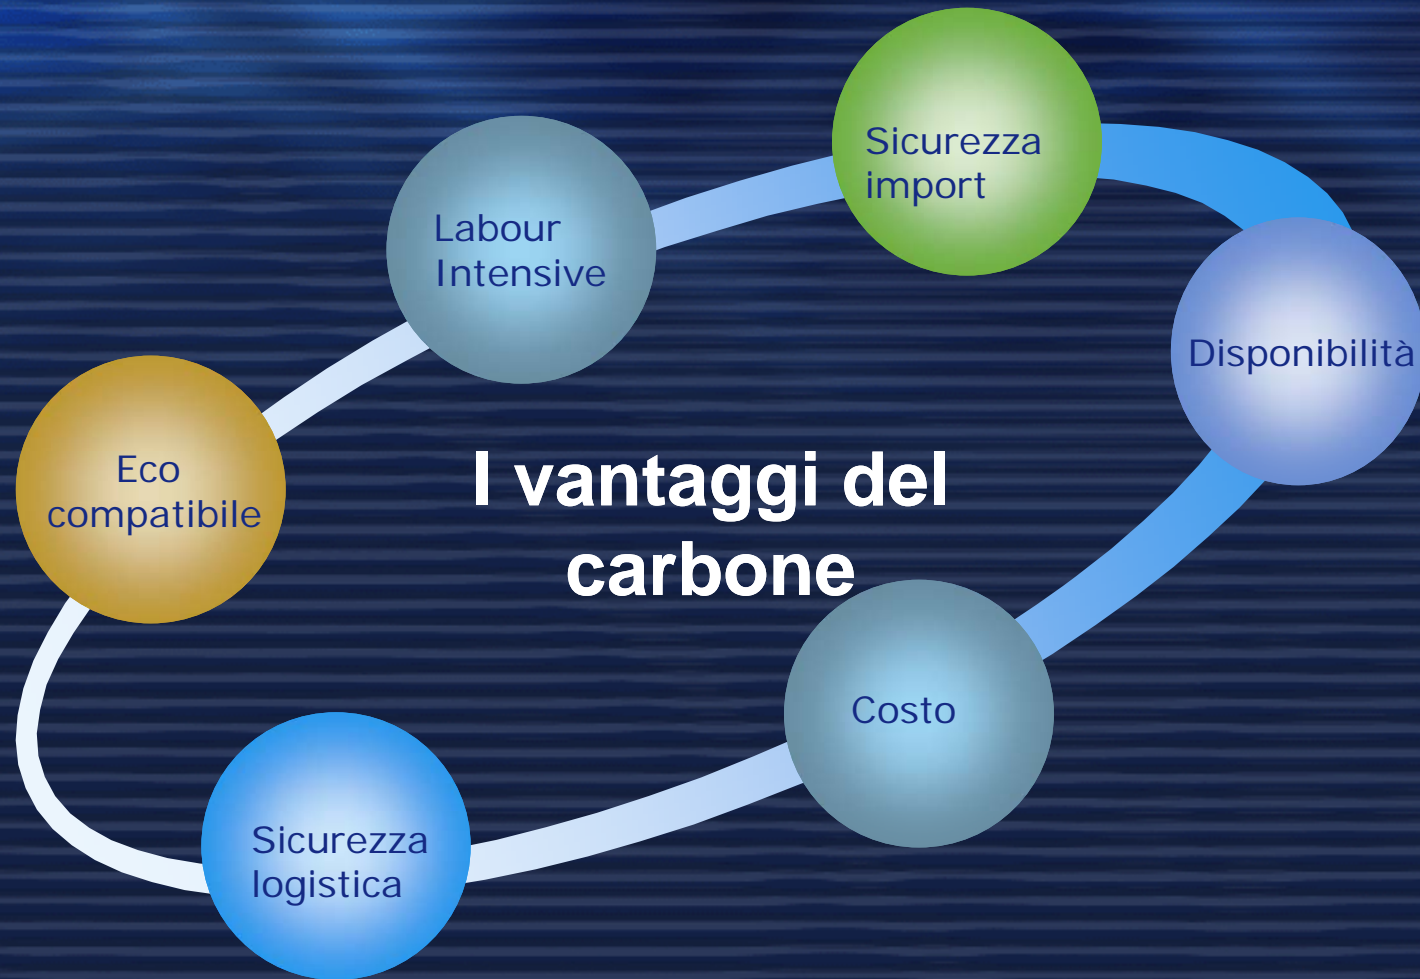 Sicurezza
import
Labour
Intensive
Disponibilità
Eco
compatibile
I vantaggi del
carbone
Costo
Sicurezza
logistica